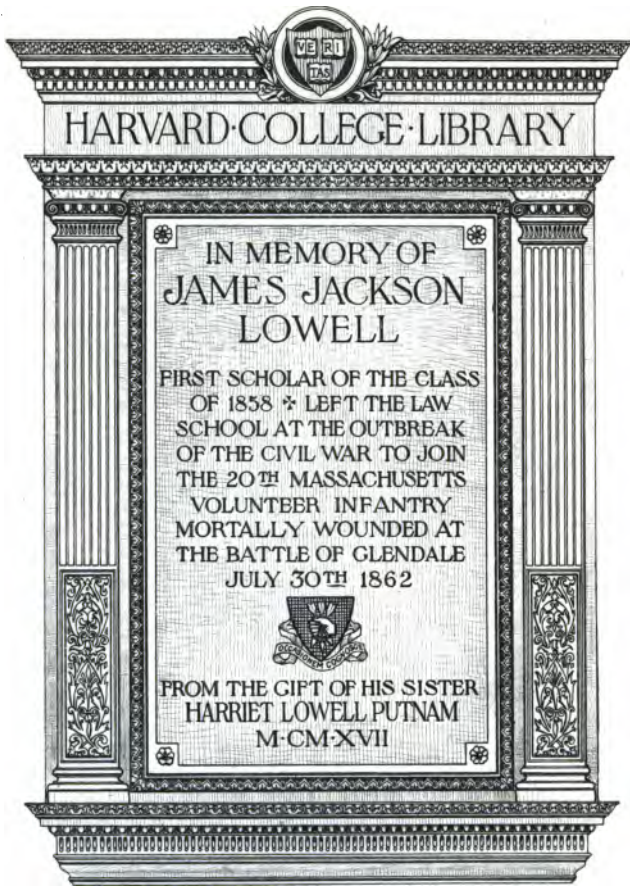 VE RI
TAS
HARVARD·COLLEGE·LIBRARY
IN MEMORY OF
JAMES JACKSON
LOWELL
FIRST SCHOLAR OF THE CLASS
OF 1858 ✣ LEFT THE LAW
SCHOOL AT THE OUTBREAK
OF THE CIVIL WAR TO JOIN
THE 20TH MASSACHUSETTS
VOLUNTEER INFANTRY
MORTALLY WOUNDED AT
THE BATTLE OF GLENDALE
JULY 30TH 1862
OCCASIONEM COGNOSCE
FROM THE GIFT OF HIS SISTER
HARRIET LOWELL PUTNAM
M·CM·XVII